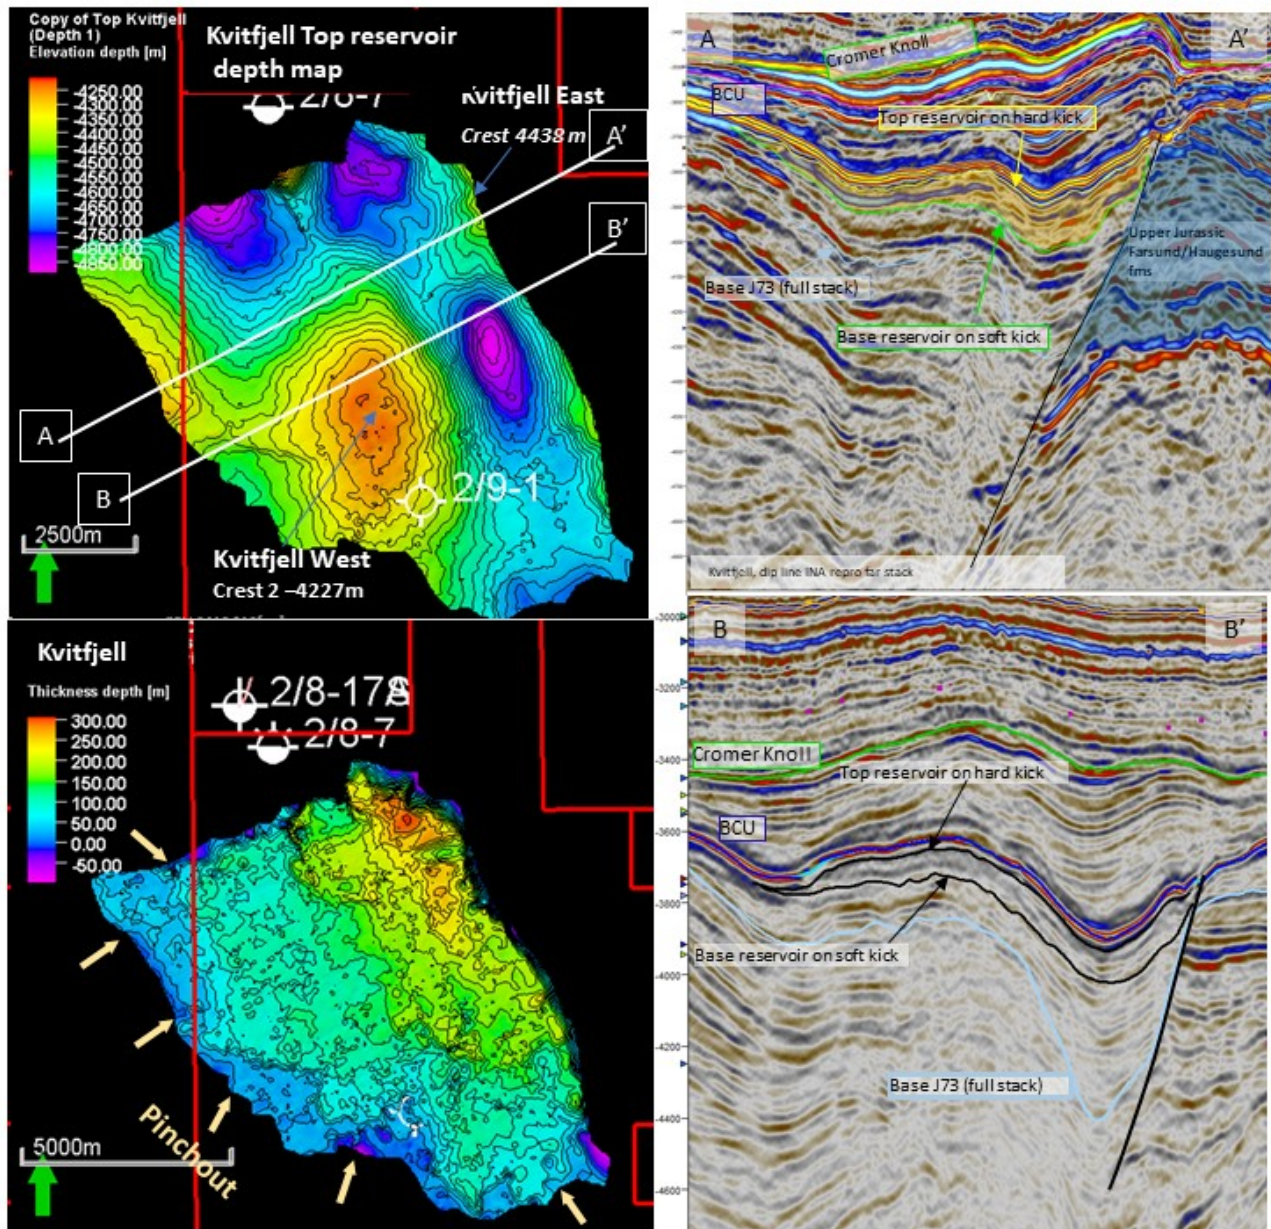 Copy of Top Kvitfjell
(Depth 1)
Elevation depth [m]
-4250.00
-4300.00
-4350.00
-4400.00
-4450.00
-4500.00
-4550.00
-4600.00
-4650.00
-4700.00
-4750.00
-4800.00
-4850.00
Kvitfjell Top reservoir
depth map
Kvitfjell East
Crest 4438 m
A'
B'
A
B
2/9-1
2500m
Kvitfjell West
Crest 2 –4227m
A
A'
Cromer Knoll
BCU
Top reservoir on hard kick
Upper Jurassic
Farsund/Haugesund
fms
Base J73 (full stack)
Base reservoir on soft kick
Kvitfjell, dip line INA repro far stack
Kvitfjell
Thickness depth [m]
300.00
250.00
200.00
150.00
100.00
50.00
0.00
-50.00
2/8-7
Pinchout
5000m
B
B'
-3000
-3200
-3400
-3600
-3800
-4000
-4200
-4400
-4600
Cromer Knoll
Top reservoir on hard kick
BCU
Base reservoir on soft kick
Base J73 (full stack)